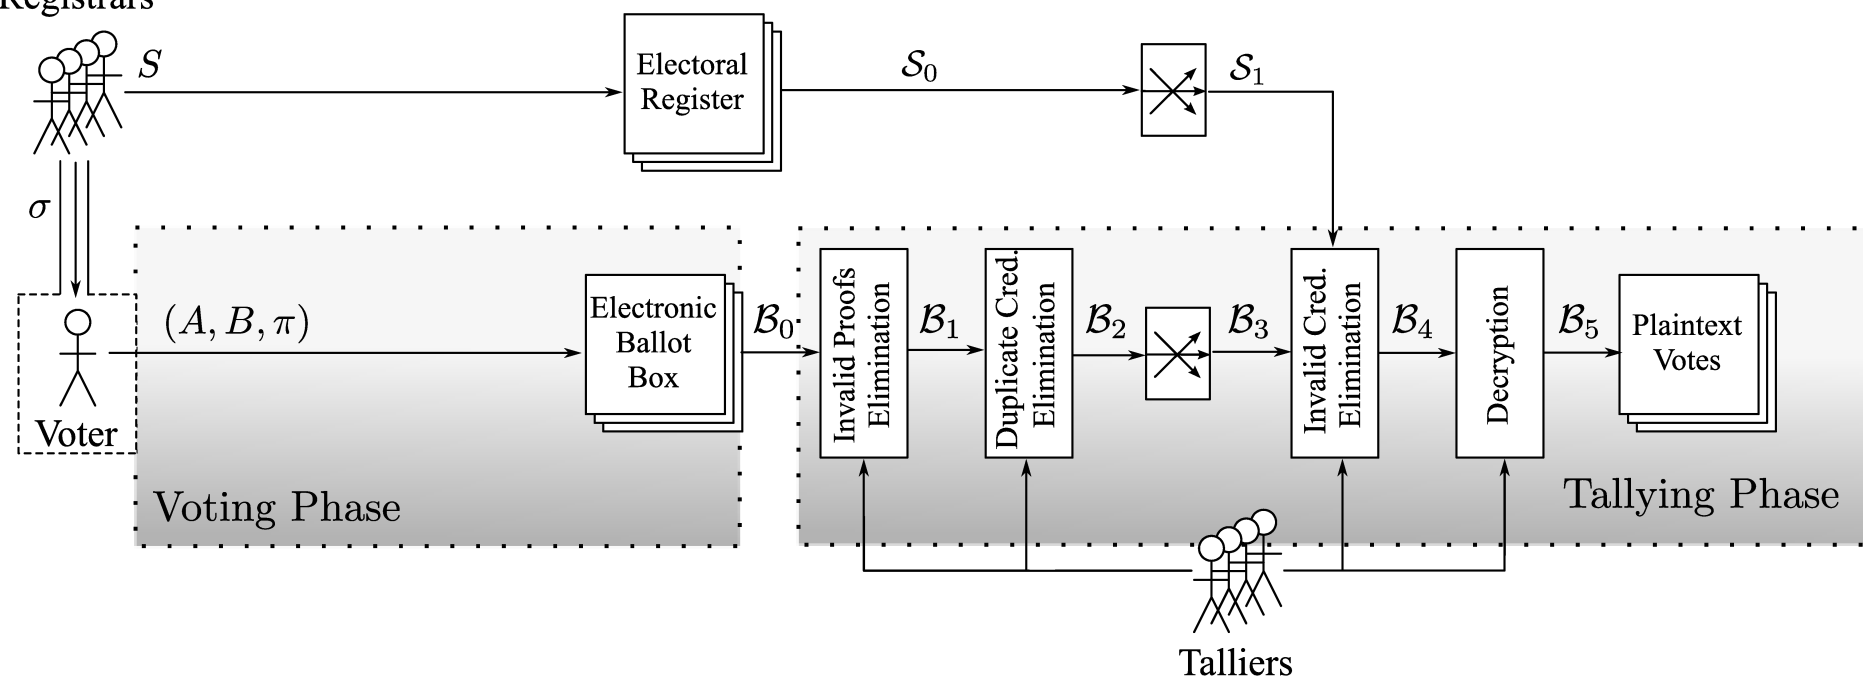 Registrars
S
Electoral
Register
𝒮₀
𝒮₁
σ
(A, B, π)
Electronic
Ballot
Box
ℬ₀
Invalid Proofs
Elimination
ℬ₁
Duplicate Cred.
Elimination
ℬ₂
ℬ₃
Invalid Cred.
Elimination
ℬ₄
Decryption
ℬ₅
Plaintext
Votes
Voter
Voting Phase
Tallying Phase
Talliers